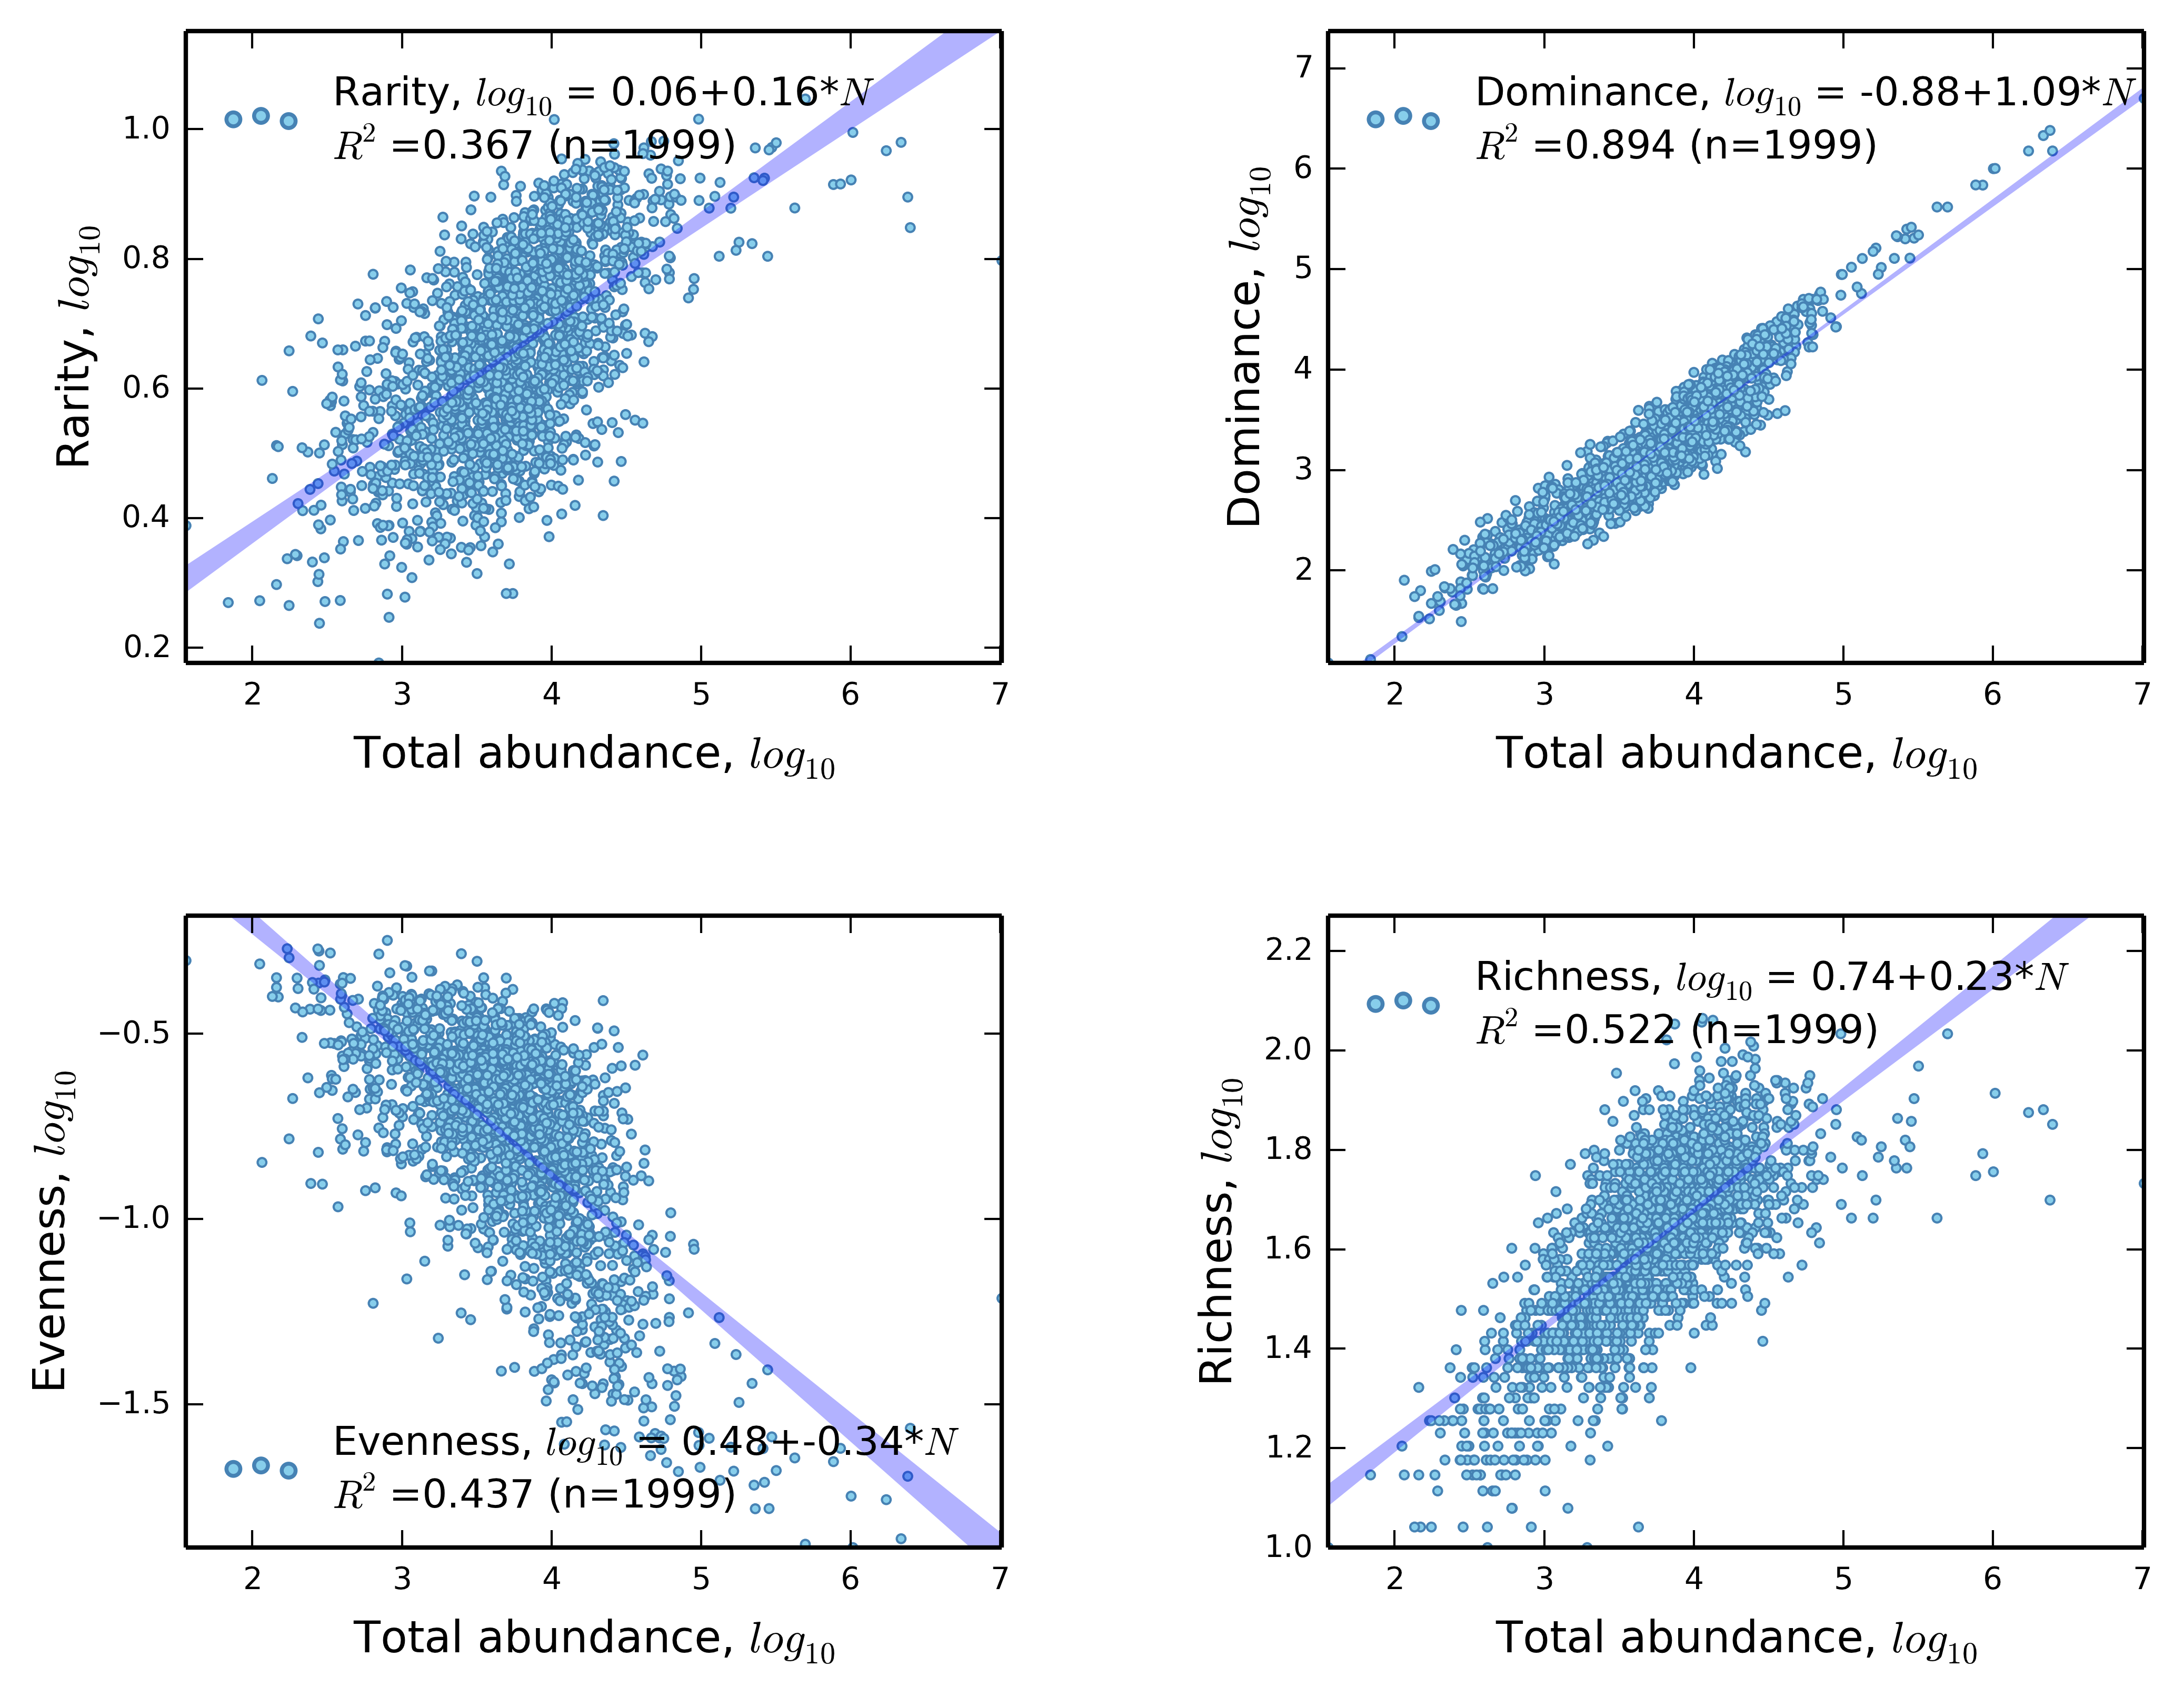 Rarity, log10 = 0.06+0.16*N
R2 =0.367 (n=1999)
1.0
0.8
0.6
0.4
0.2
Rarity, log10
2 3 4 5 6 7
Total abundance, log10
Dominance, log10 = -0.88+1.09*N
R2 =0.894 (n=1999)
7
6
5
4
3
2
Dominance, log10
2 3 4 5 6 7
Total abundance, log10
−0.5
−1.0
−1.5
Evenness, log10
Evenness, log10 = 0.48+-0.34*N
R2 =0.437 (n=1999)
2 3 4 5 6 7
Total abundance, log10
Richness, log10 = 0.74+0.23*N
R2 =0.522 (n=1999)
2.2
2.0
1.8
1.6
1.4
1.2
1.0
Richness, log10
2 3 4 5 6 7
Total abundance, log10